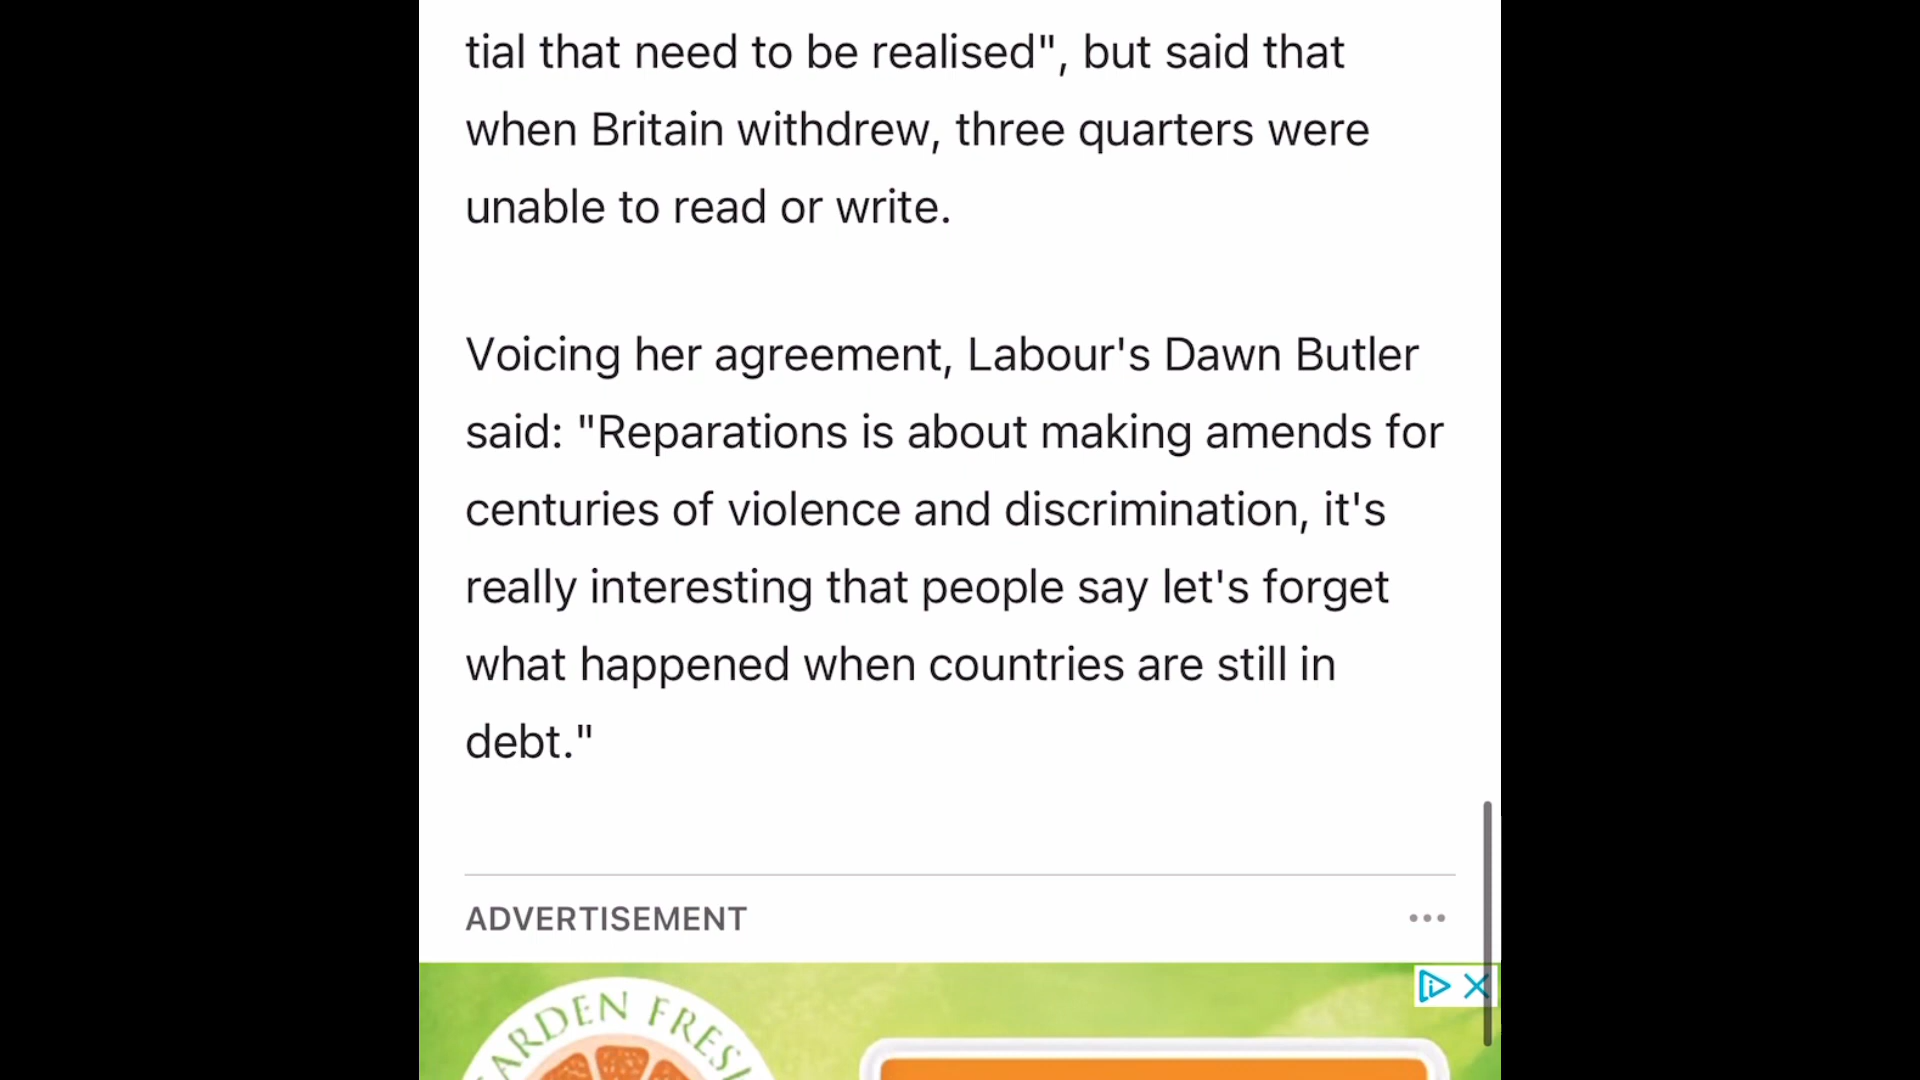 tial that need to be realised", but said that
when Britain withdrew, three quarters were
unable to read or write.
Voicing her agreement, Labour's Dawn Butler
said: "Reparations is about making amends for
centuries of violence and discrimination, it's
really interesting that people say let's forget
what happened when countries are still in
debt."
ADVERTISEMENT